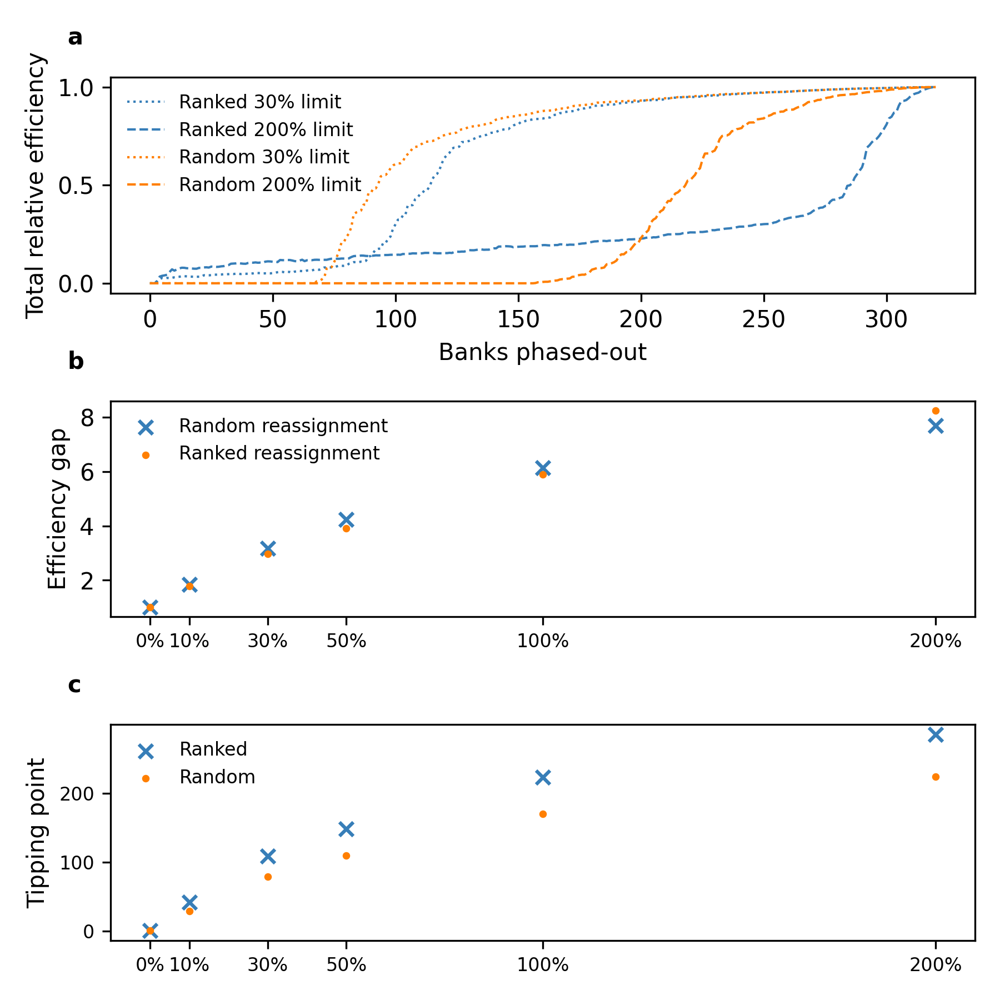 a
Total relative efficiency
1.0
0.5
0.0
Ranked 30% limit
Ranked 200% limit
Random 30% limit
Random 200% limit
0 50 100 150 200 250 300
Banks phased-out
b
Efficiency gap
8
6
4
2
Random reassignment
Ranked reassignment
0% 10% 30% 50% 100% 200%
c
Tipping point
200
100
0
Ranked
Random
0% 10% 30% 50% 100% 200%